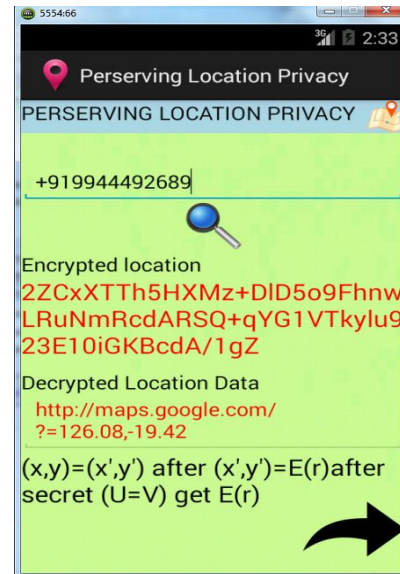 5554:66
3G 2:33
Perserving Location Privacy
PERSERVING LOCATION PRIVACY
+919944492689
Encrypted location
2ZCxXTTh5HXMz+DlD5o9Fhnw
LRuNmRcdARSQ+qYG1VTkylu9
23E10iGKBcdA/1gZ
Decrypted Location Data
http://maps.google.com/
?=126.08,-19.42
(x,y)=(x',y') after (x',y')=E(r)after
secret (U=V) get E(r)